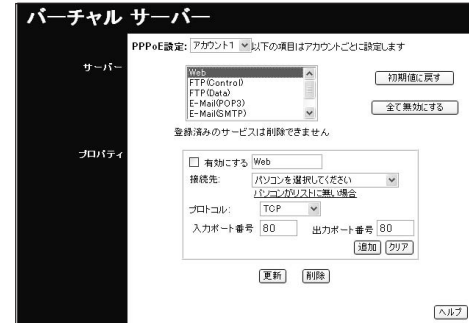 バーチャル サーバー
PPPoE設定: アカウント1 以下の項目はアカウントごとに設定します
サーバー
Web
FTP(Control)
FTP(Data)
E-Mail(POP3)
E-Mail(SMTP)
初期値に戻す
全て無効にする
登録済みのサービスは削除できません
プロパティ
有効にする Web
接続先: パソコンを選択してください
パソコンがリストに無い場合
プロトコル: TCP
入力ポート番号 80 出力ポート番号 80
追加 クリア
更新 削除
ヘルプ